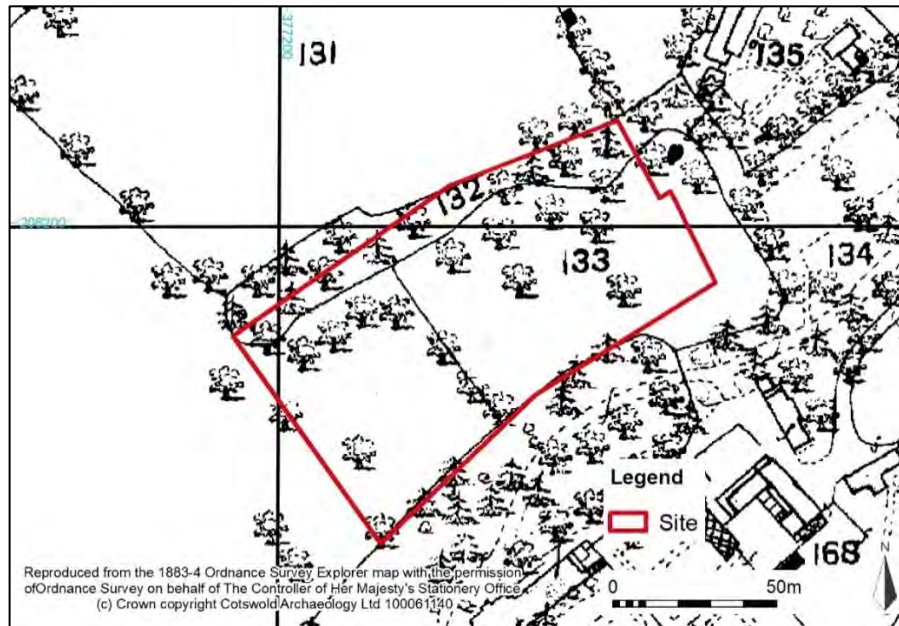 377200
131
135
132
208200
133
134
Legend
Site
168
Reproduced from the 1883-4 Ordnance Survey Explorer map with the permission
ofOrdnance Survey on behalf of The Controller of Her Majesty's Stationery Office
(c) Crown copyright Cotswold Archaeology Ltd 100061140
0 50m
N